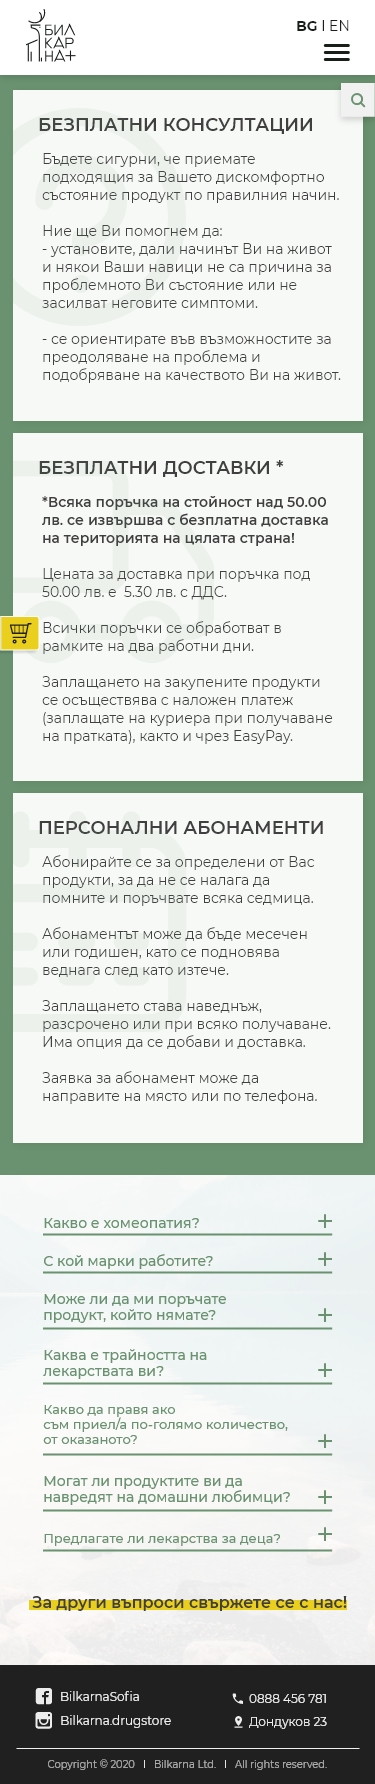 БИЛ
КАР
НА+
BG | EN
БЕЗПЛАТНИ КОНСУЛТАЦИИ
Бъдете сигурни, че приемате
подходящия за Вашето дискомфортно
състояние продукт по правилния начин.
Ние ще Ви помогнем да:
- установите, дали начинът Ви на живот
и някои Ваши навици не са причина за
проблемното Ви състояние или не
засилват неговите симптоми.
- се ориентирате във възможностите за
преодоляване на проблема и
подобряване на качеството Ви на живот.
БЕЗПЛАТНИ ДОСТАВКИ *
*Всяка поръчка на стойност над 50.00
лв. се извършва с безплатна доставка
на територията на цялата страна!
Цената за доставка при поръчка под
50.00 лв. е  5.30 лв. с ДДС.
Всички поръчки се обработват в
рамките на два работни дни.
Заплащането на закупените продукти
се осъществява с наложен платеж
(заплащате на куриера при получаване
на пратката), както и чрез EasyPay.
ПЕРСОНАЛНИ АБОНАМЕНТИ
Абонирайте се за определени от Вас
продукти, за да не се налага да
помните и поръчвате всяка седмица.
Абонаментът може да бъде месечен
или годишен, като се подновява
веднага след като изтече.
Заплащането става наведнъж,
разсрочено или при всяко получаване.
Има опция да се добави и доставка.
Заявка за абонамент може да
направите на място или по телефона.
Какво е хомеопатия?
С кой марки работите?
Може ли да ми поръчате
продукт, който нямате?
Каква е трайността на
лекарствата ви?
Какво да правя ако
съм приел/а по-голямо количество,
от оказаното?
Могат ли продуктите ви да
навредят на домашни любимци?
Предлагате ли лекарства за деца?
За други въпроси свържете се с нас!
BilkarnaSofia
0888 456 781
Bilkarna.drugstore
Дондуков 23
Copyright © 2020 | Bilkarna Ltd. | All rights reserved.